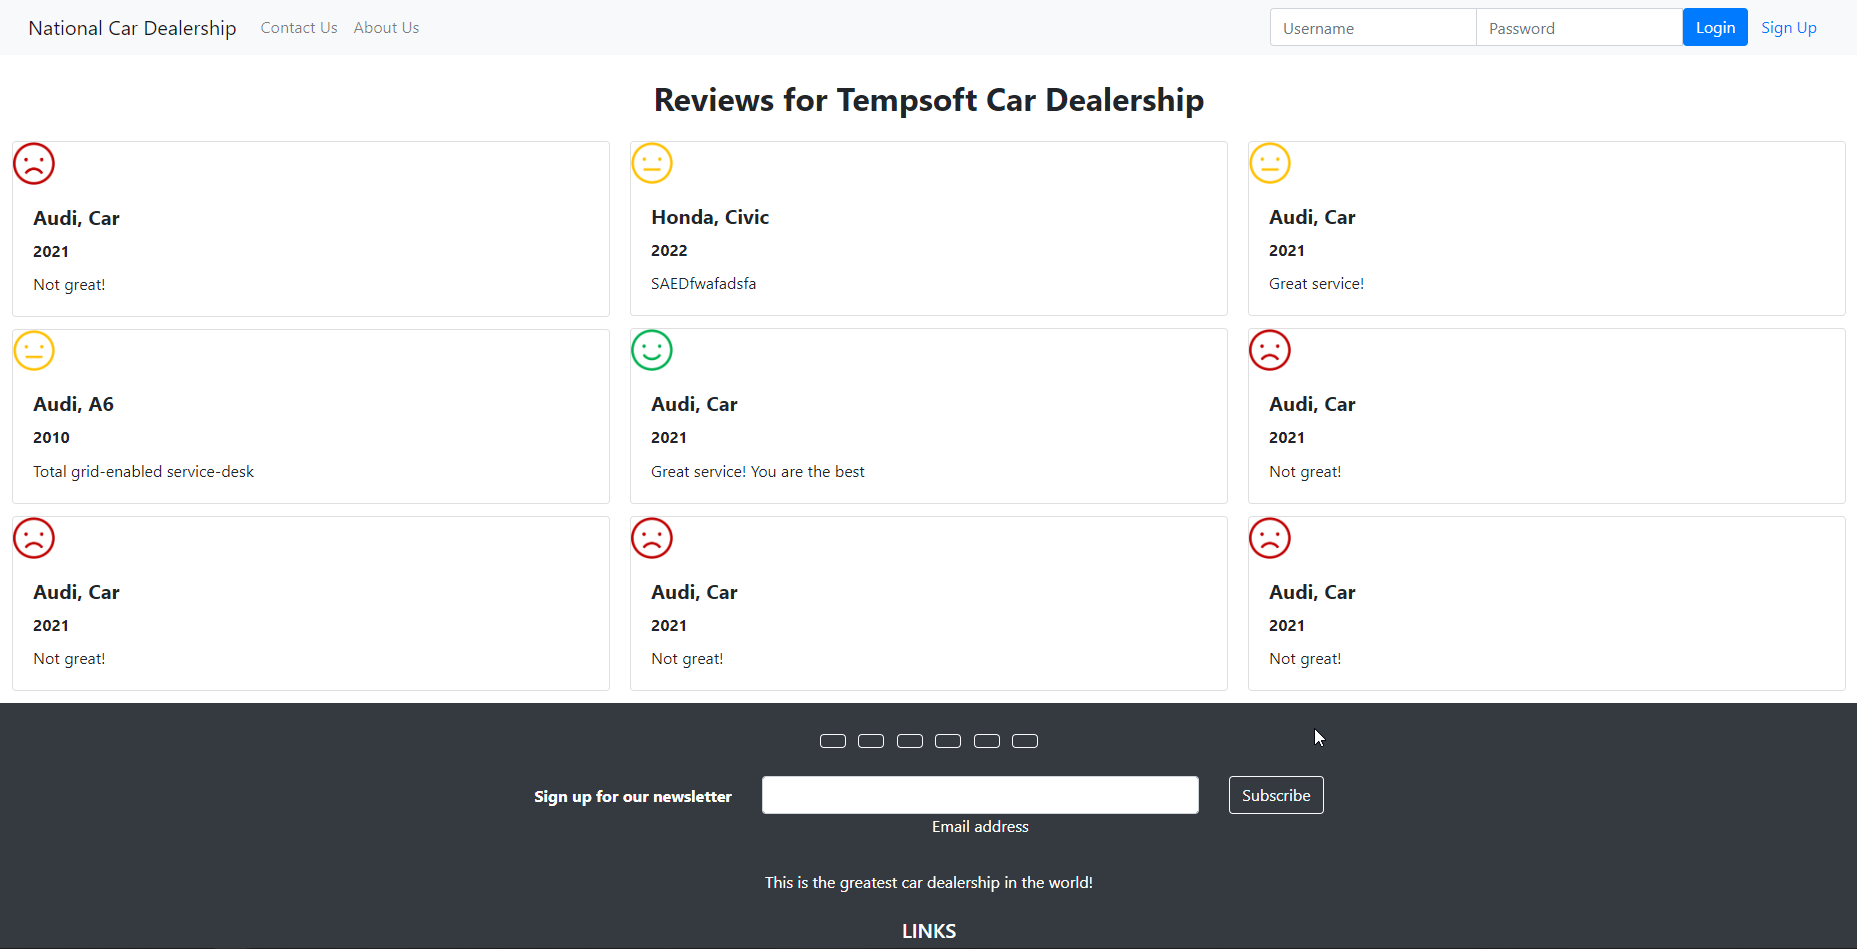 National Car Dealership Contact Us About Us Username Password Login Sign Up
Reviews for Tempsoft Car Dealership
Audi, Car
2021
Not great!
Honda, Civic
2022
SAEDfwafadsfa
Audi, Car
2021
Great service!
Audi, A6
2010
Total grid-enabled service-desk
Audi, Car
2021
Great service! You are the best
Audi, Car
2021
Not great!
Audi, Car
2021
Not great!
Audi, Car
2021
Not great!
Audi, Car
2021
Not great!
Sign up for our newsletter Subscribe
Email address
This is the greatest car dealership in the world!
LINKS